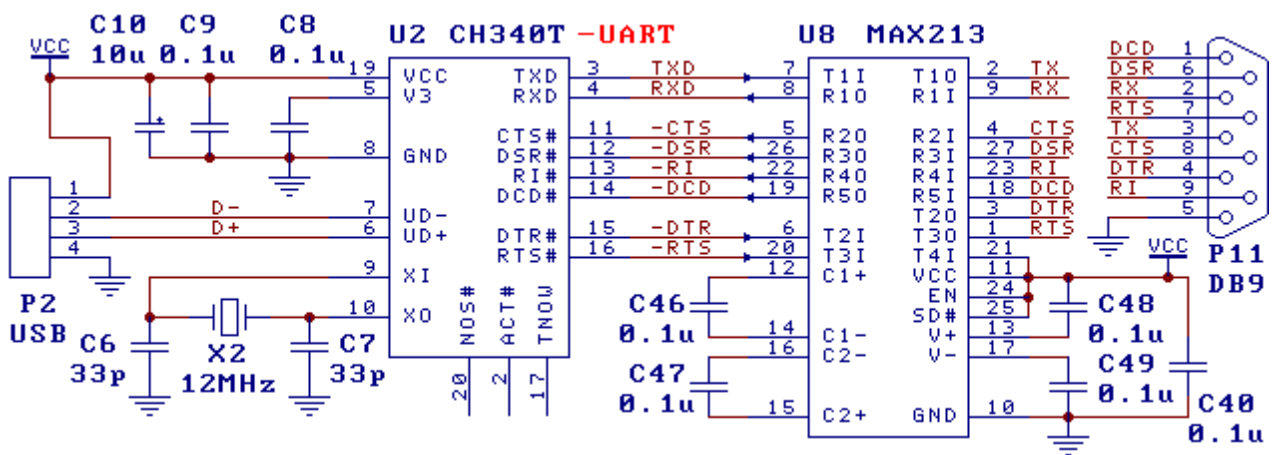 C10 C9 C8
10u 0.1u 0.1u
VCC
U2 CH340T -UART
19 VCC TXD 3 TXD
5 V3 RXD 4 RXD
CTS# 11 -CTS
8 GND DSR# 12 -DSR
RI# 13 -RI
DCD# 14 -DCD
7 UD-
6 UD+ DTR# 15 -DTR
RTS# 16 -RTS
9 XI
10 XO
NOS# ACT# TNOW
20 2 17
1
2 D-
3 D+
4
P2
USB
C6
33p
X2
12MHz
C7
33p
U8 MAX213
7 T1I T1O 2 TX
8 R1O R1I 9 RX
5 R2O R2I 4 CTS
26 R3O R3I 27 DSR
22 R4O R4I 23 RI
19 R5O R5I 18 DCD
T2O 3 DTR
6 T2I T3O 1 RTS
20 T3I T4I 21
12 C1+ VCC 11
EN 24
SD# 25
14 C1- V+ 13
16 C2- V- 17
15 C2+ GND 10
C46
0.1u
C47
0.1u
C48
0.1u
C49
0.1u
C40
0.1u
VCC
DCD 1
DSR 6
RX 2
RTS 7
TX 3
CTS 8
DTR 4
RI 9
5
P11
DB9